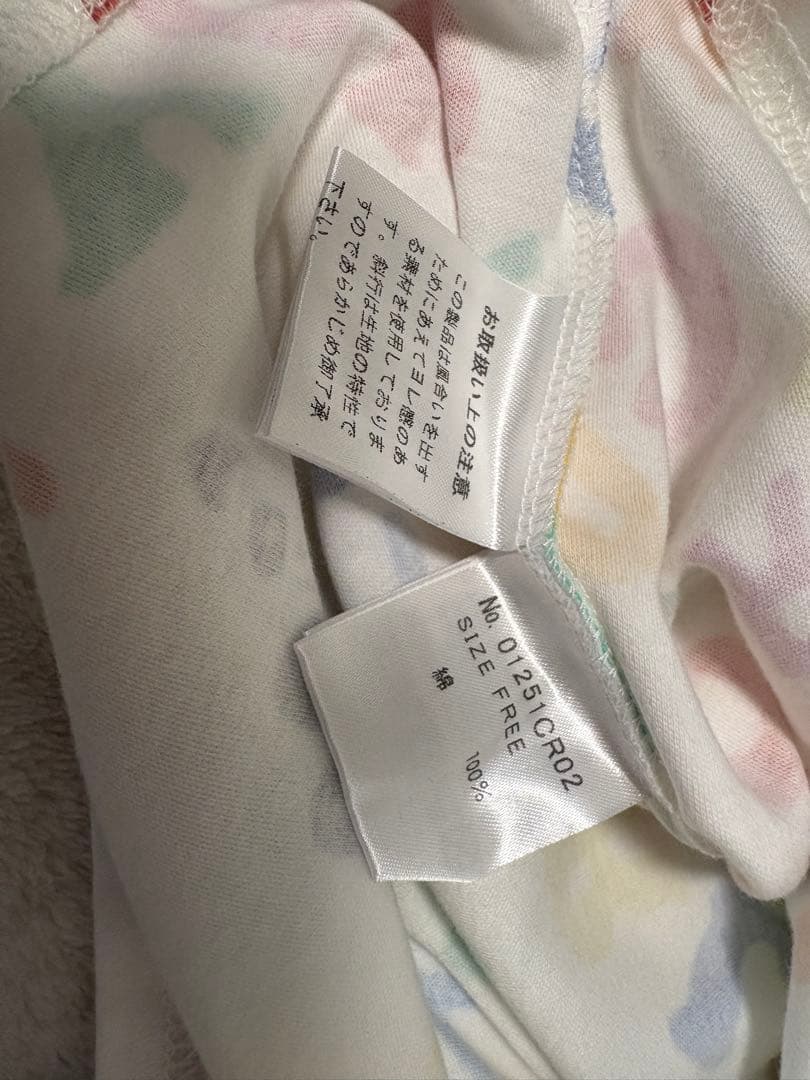 お取扱い上の注意
この製品は風合いを出す
ためにあえてヨレ感のあ
る素材を使用しておりま
す。斜行は生地の特性で
すのであらかじめ御了承
下さい。
No. 01251CR02
SIZE FREE
綿 100%